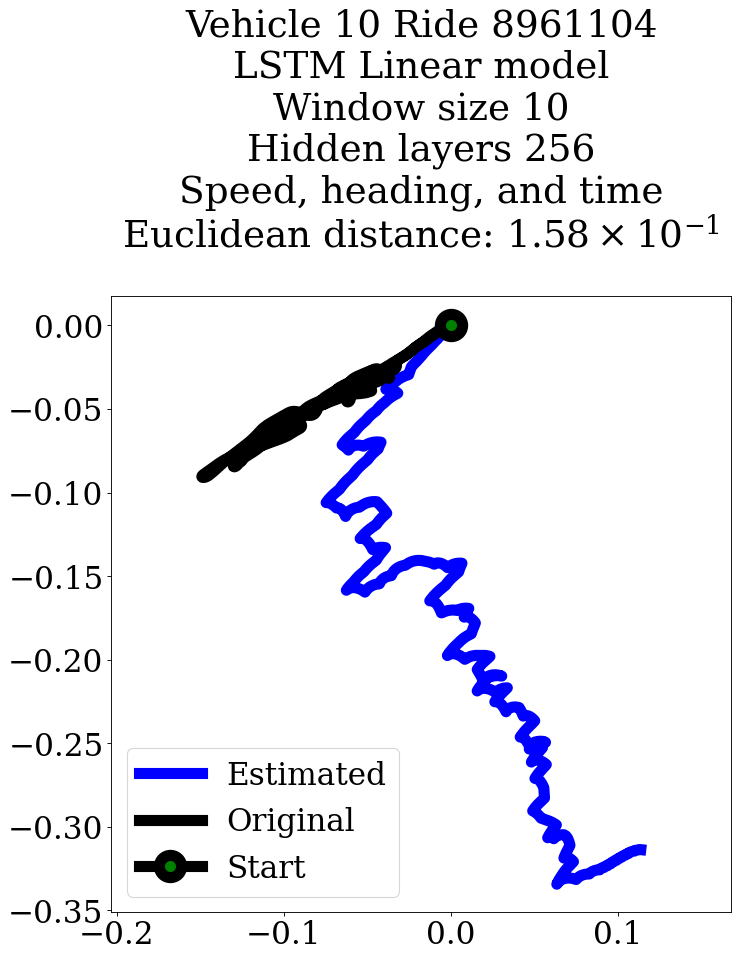 Vehicle 10 Ride 8961104
LSTM Linear model
Window size 10
Hidden layers 256
Speed, heading, and time
Euclidean distance: 1.58 × 10⁻¹
0.00
−0.05
−0.10
−0.15
−0.20
−0.25
−0.30
−0.35
Estimated
Original
Start
−0.2
−0.1
0.0
0.1